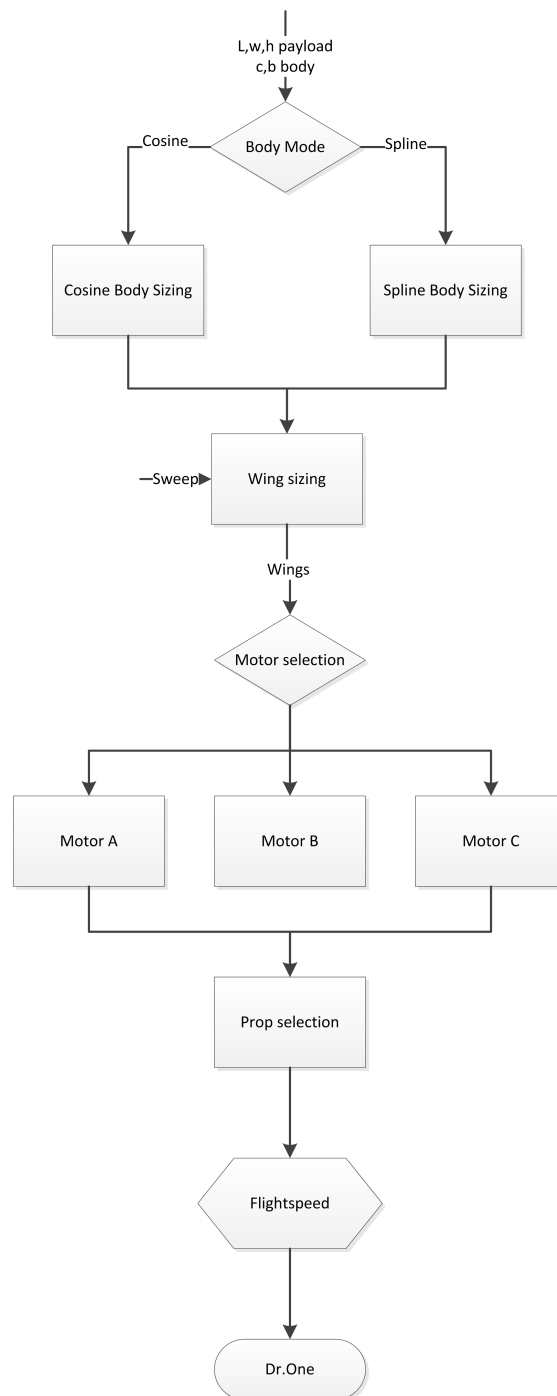 L,w,h payload
c,b body
Body Mode
Cosine
Spline
Cosine Body Sizing
Spline Body Sizing
Sweep
Wing sizing
Wings
Motor selection
Motor A
Motor B
Motor C
Prop selection
Flightspeed
Dr.One